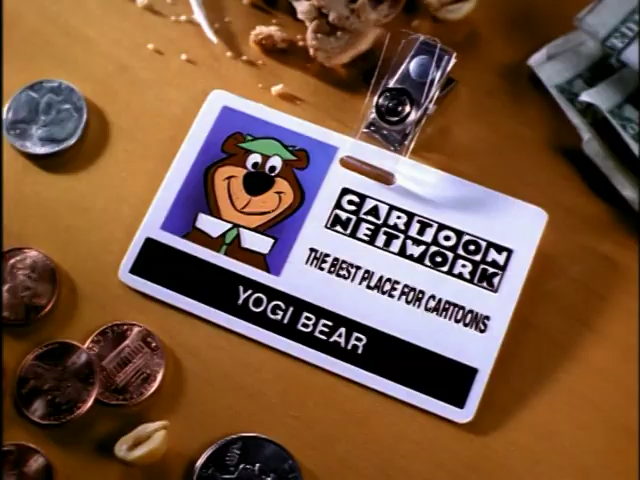 CARTOON
NETWORK
THE BEST PLACE FOR CARTOONS
YOGI BEAR